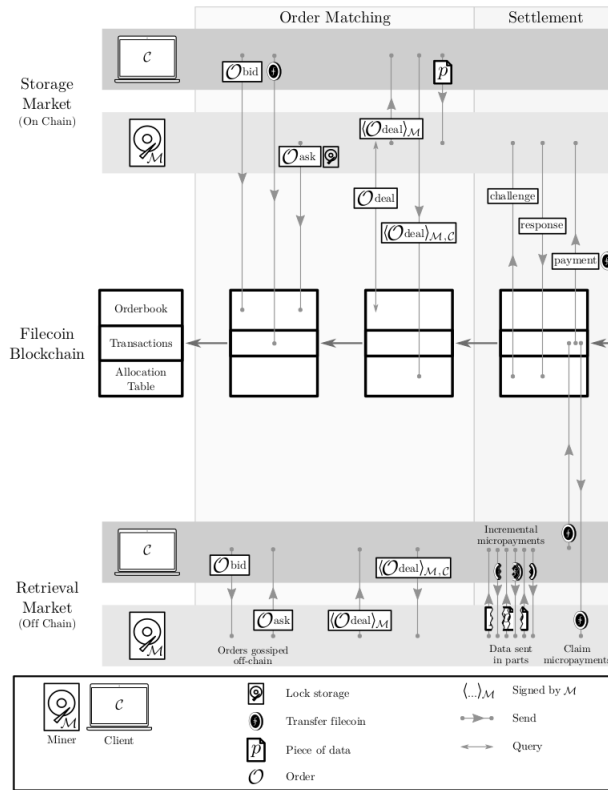 Order Matching
Settlement
Storage
Market
(On Chain)
C
M
O bid
p
⟨O deal⟩M
O ask
O deal
⟨O deal⟩M,C
challenge
response
payment
Filecoin
Blockchain
Orderbook
Transactions
Allocation
Table
Retrieval
Market
(Off Chain)
C
M
O bid
O ask
⟨O deal⟩M
⟨O deal⟩M,C
Incremental
micropayments
Orders gossiped
off-chain
Data sent
in parts
Claim
micropayments
M
Miner
C
Client
Lock storage
Transfer filecoin
p
Piece of data
O
Order
⟨...⟩M
Signed by M
Send
Query